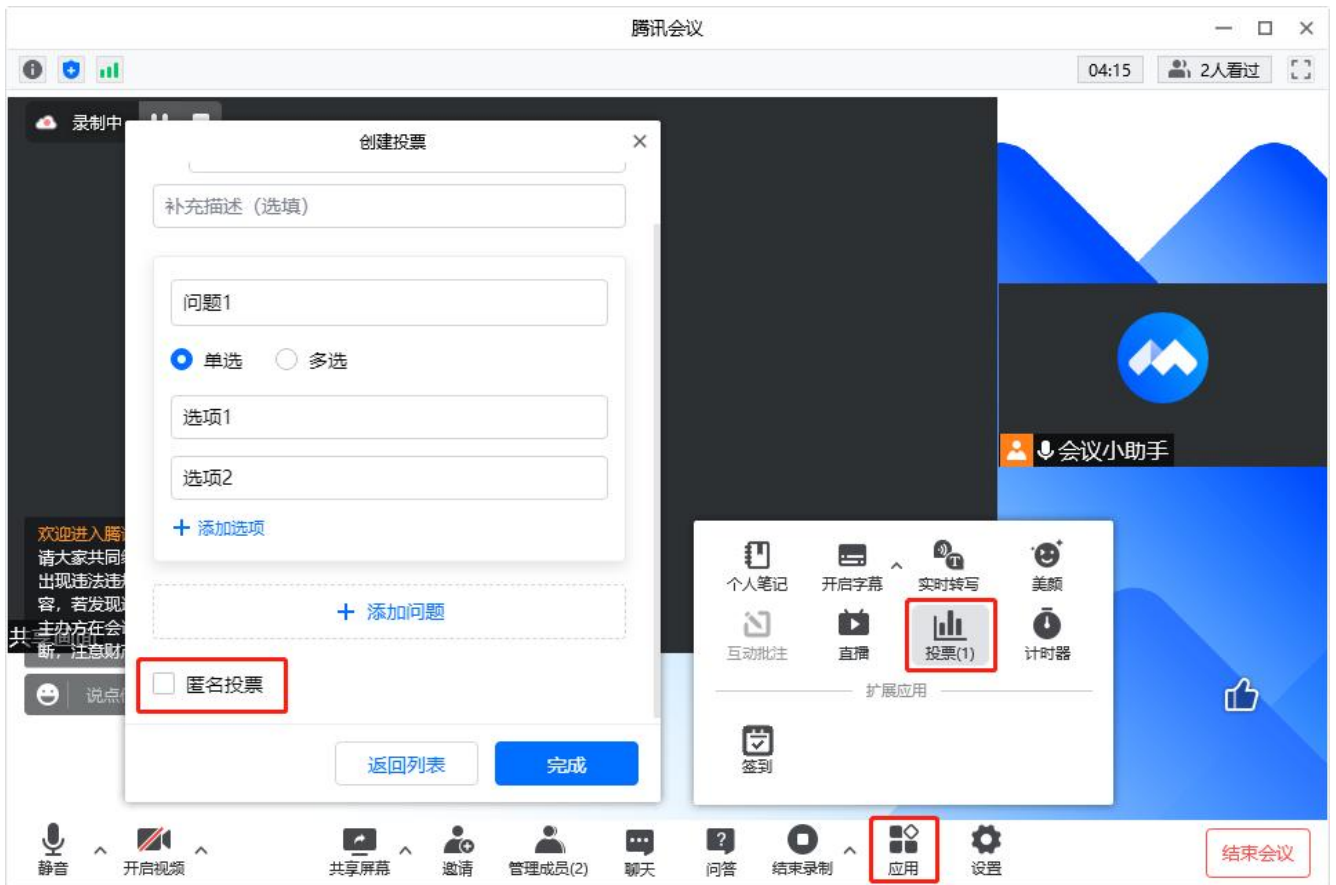 腾讯会议
04:15
2人看过
录制中
创建投票
补充描述（选填）
问题1
单选
多选
选项1
选项2
添加选项
添加问题
匿名投票
返回列表
完成
欢迎进入腾
请大家共同
出现违法违
容，若发现
主办方在会
断，注意财
共享画面
说点
会议小助手
个人笔记
开启字幕
实时转写
美颜
互动批注
直播
投票(1)
计时器
扩展应用
签到
静音
开启视频
共享屏幕
邀请
管理成员(2)
聊天
问答
结束录制
应用
设置
结束会议